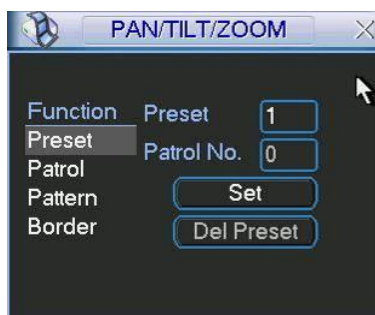 PAN/TILT/ZOOM
Function
Preset
Patrol
Pattern
Border
Preset 1
Patrol No. 0
Set
Del Preset